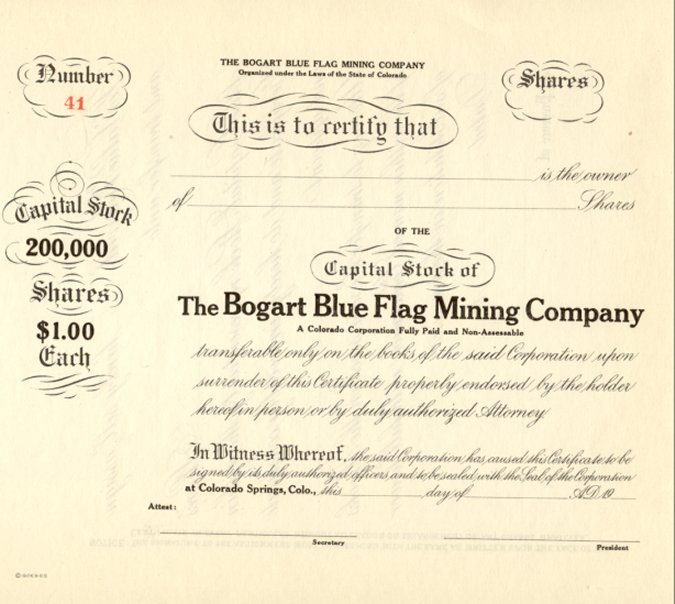 THE BOGART BLUE FLAG MINING COMPANY
Organized under the Laws of the State of Colorado
Number
41
Shares
This is to certify that
is the owner
of Shares
Capital Stock
200,000
Shares
$1.00
Each
OF THE
Capital Stock of
The Bogart Blue Flag Mining Company
A Colorado Corporation Fully Paid and Non-Assessable
transferable only on the books of the said Corporation upon
surrender of this Certificate properly endorsed by the holder
hereof in person or by duly authorized Attorney
In Witness Whereof, the said Corporation has caused this Certificate to be
signed by its duly authorized officers and to be sealed with the Seal of the Corporation
at Colorado Springs, Colo., this day of A.D. 19
Attest:
Secretary
President